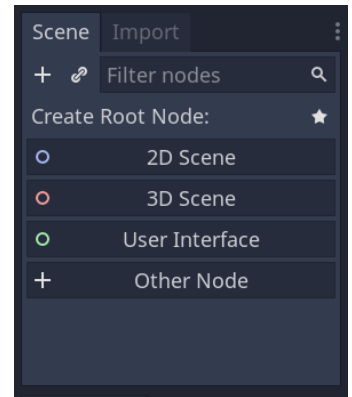 Scene Import
Filter nodes
Create Root Node:
2D Scene
3D Scene
User Interface
Other Node